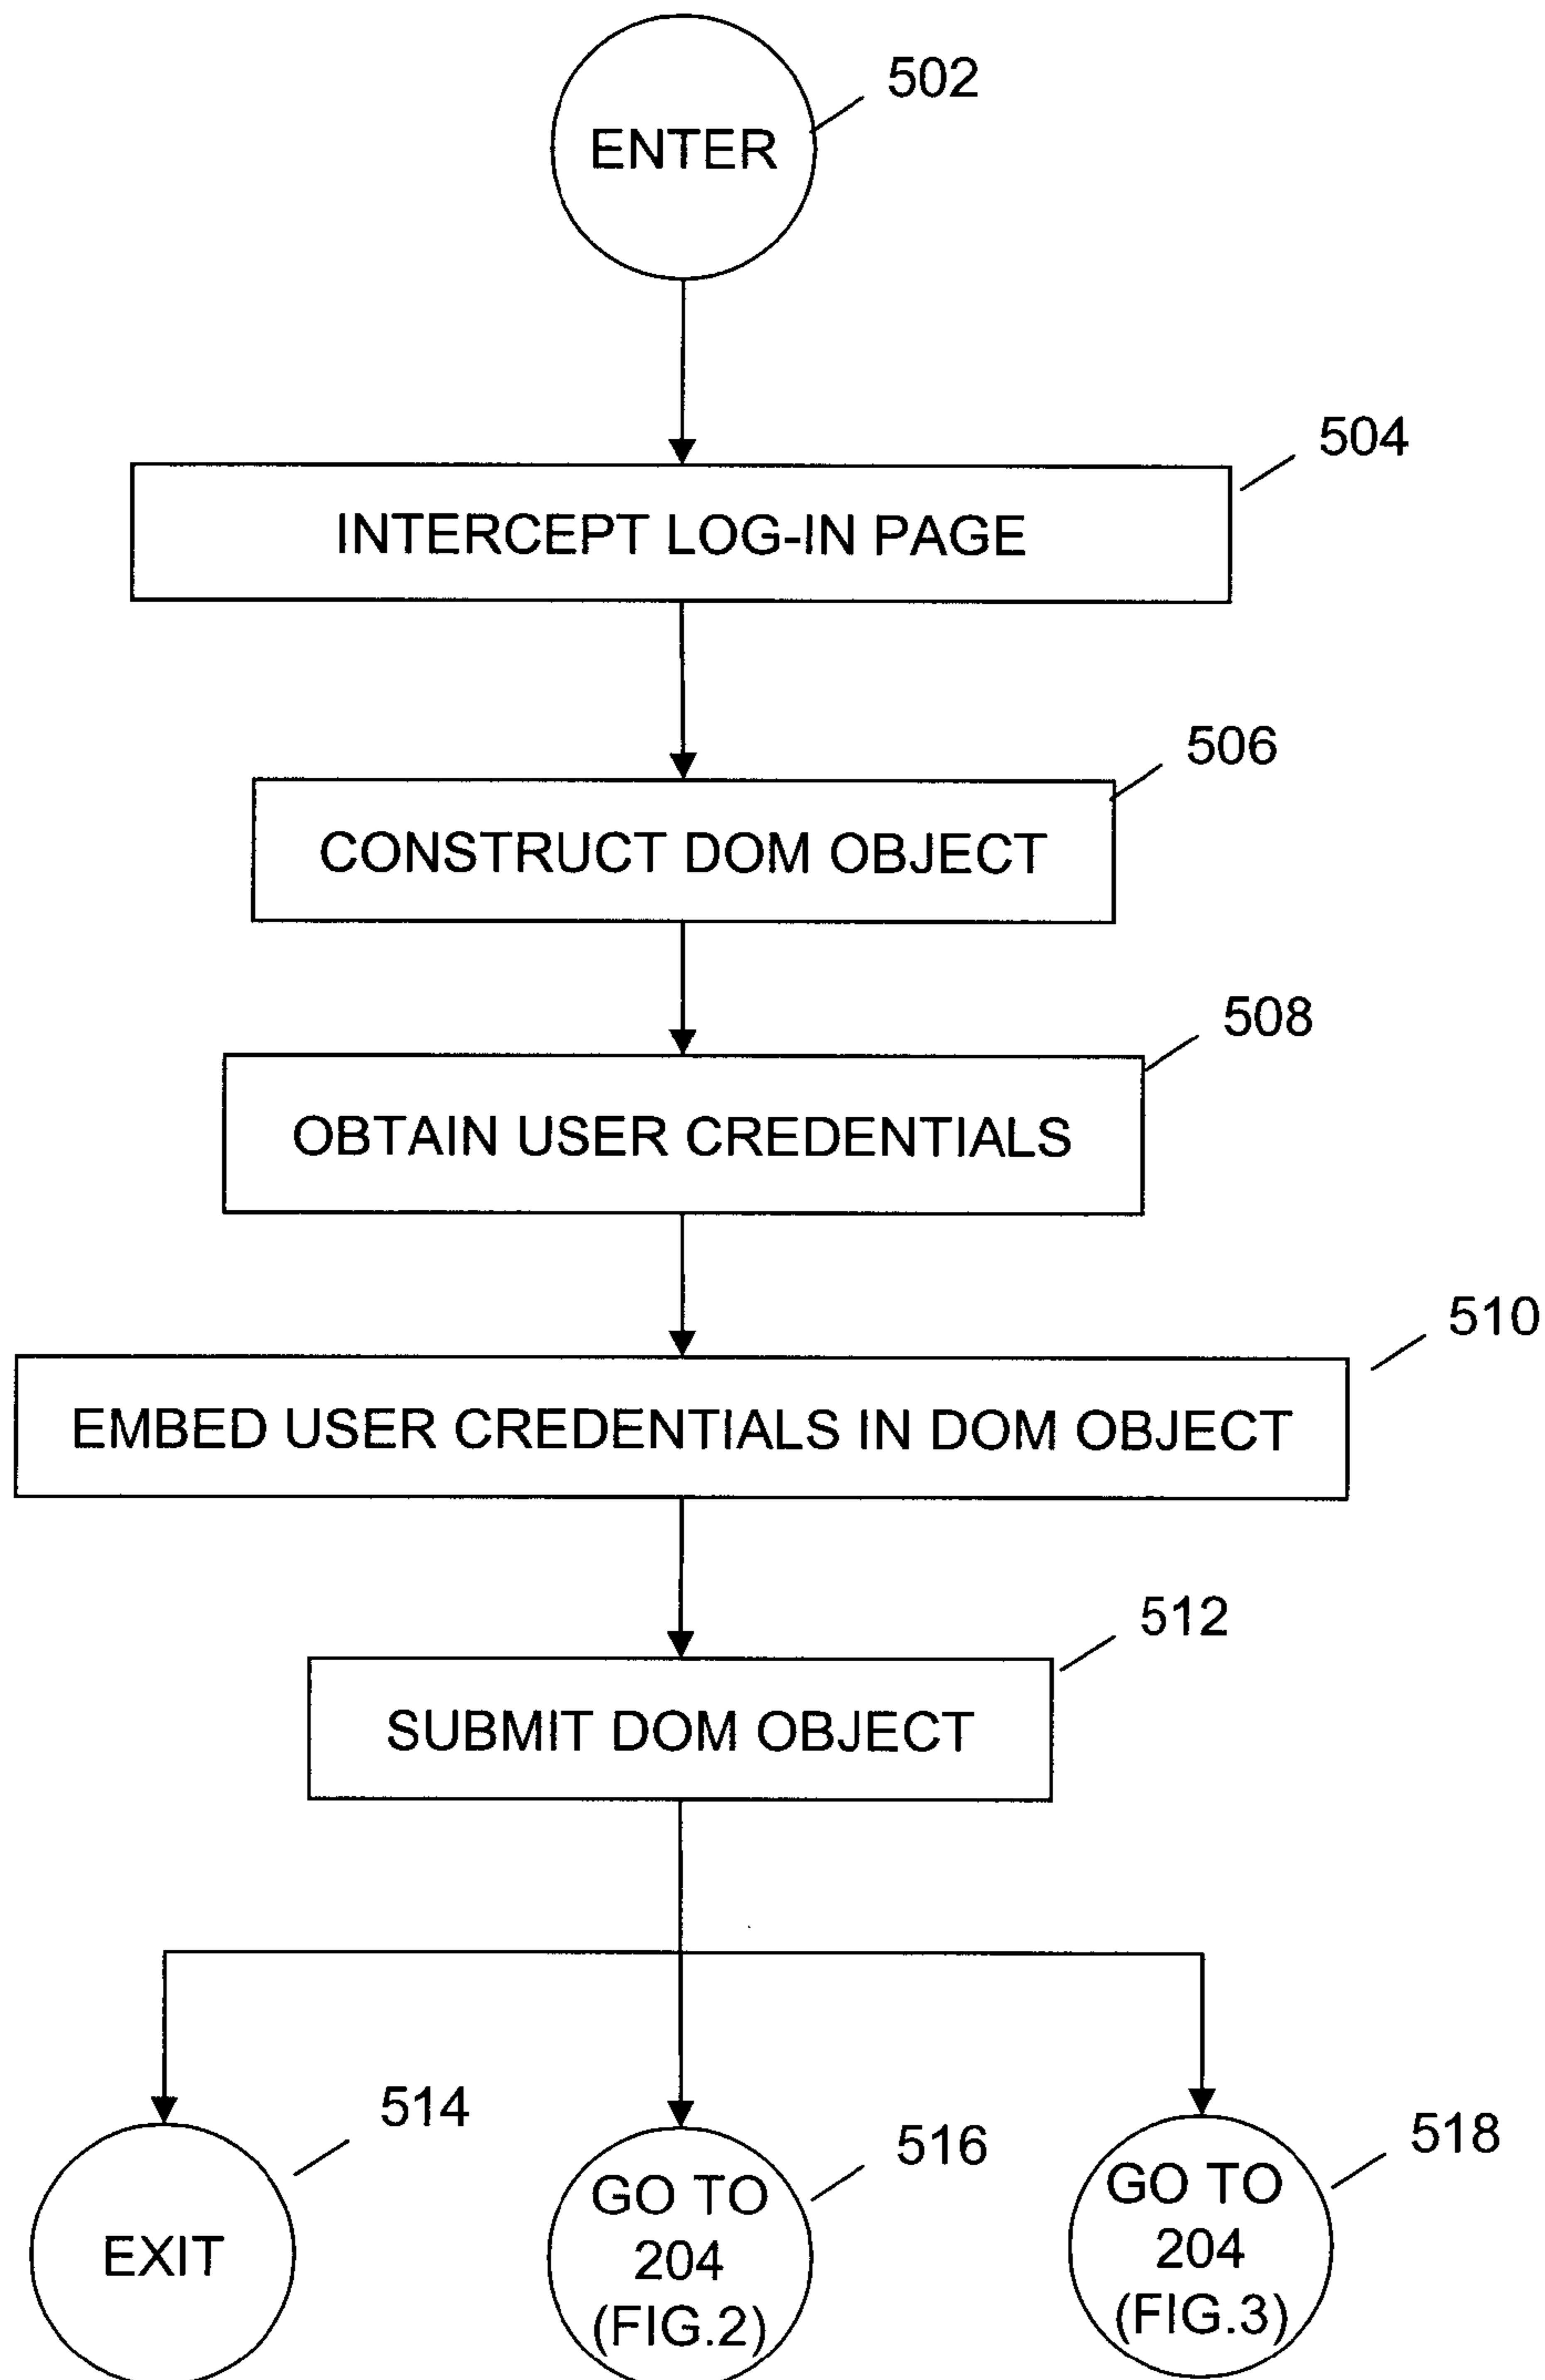 502
ENTER
504
INTERCEPT LOG-IN PAGE
506
CONSTRUCT DOM OBJECT
508
OBTAIN USER CREDENTIALS
510
EMBED USER CREDENTIALS IN DOM OBJECT
512
SUBMIT DOM OBJECT
514
EXIT
516
GO TO
204
(FIG.2)
518
GO TO
204
(FIG.3)